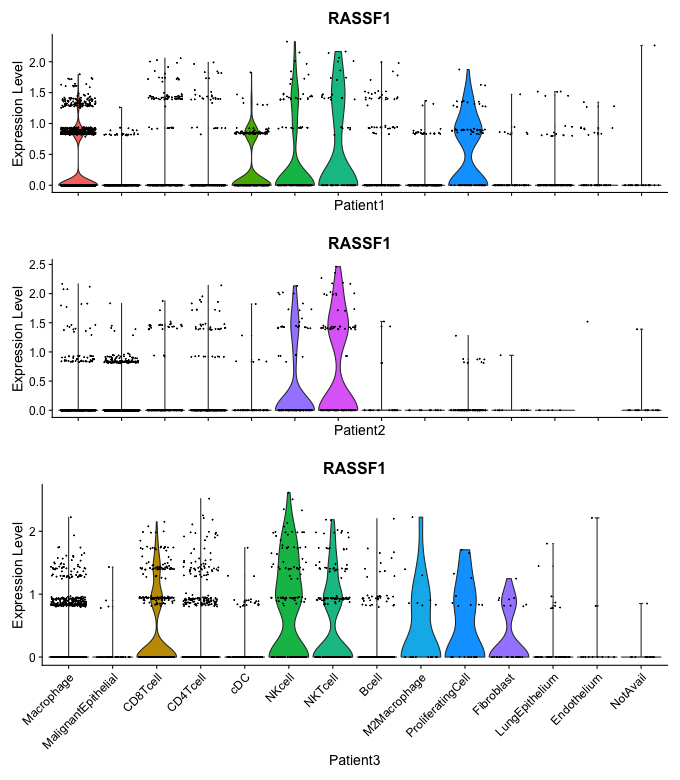 RASSF1
Expression Level
2.0
1.5
1.0
0.5
0.0
Patient1
RASSF1
Expression Level
2.5
2.0
1.5
1.0
0.5
0.0
Patient2
RASSF1
Expression Level
2
1
0
Macrophage
MalignantEpithelial
CD8Tcell
CD4Tcell
cDC
NKcell
NKTcell
Bcell
M2Macrophage
ProliferatingCell
Fibroblast
LungEpithelium
Endothelium
NotAvail
Patient3